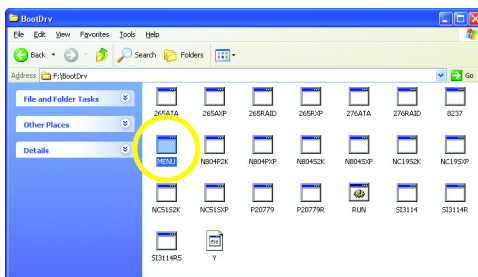 BootDrv
File Edit View Favorites Tools Help
Back Search Folders
Address F:\BootDrv Go
File and Folder Tasks
Other Places
Details
265ATA 265AXP 265RAID 265RXP 276ATA 276RAID 8237
MENU N804P2K N804PXP N804S2K N804SXP NC19S2K NC19SXP
NC51S2K NC51SXP P20779 P20779R RUN SI3114 SI3114R
SI3114R5 Y